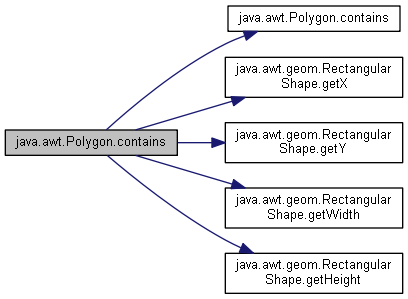 java.awt.Polygon.contains
java.awt.Polygon.contains
java.awt.geom.Rectangular
Shape.getX
java.awt.geom.Rectangular
Shape.getY
java.awt.geom.Rectangular
Shape.getWidth
java.awt.geom.Rectangular
Shape.getHeight